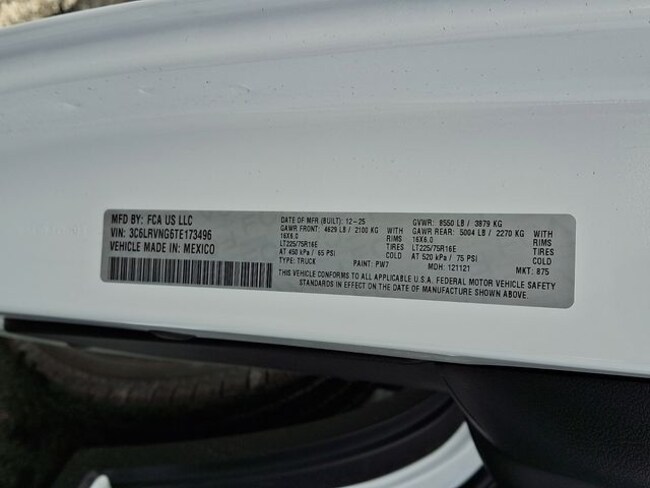 MFD BY: FCA US LLC
VIN: 3C6LRVNG6TE173496
VEHICLE MADE IN: MEXICO
DATE OF MFR (BUILT): 12-25
GAWR FRONT: 4629 LB / 2100 KG WITH
16X6.0 RIMS
LT225/75R16E TIRES
AT 450 kPa / 65 PSI COLD
TYPE: TRUCK PAINT: PW7
GVWR: 8550 LB / 3879 KG
GAWR REAR: 5004 LB / 2270 KG WITH
16X6.0 RIMS
LT225/75R16E TIRES
AT 520 kPa / 75 PSI COLD
MDH: 121121 MKT: 875
THIS VEHICLE CONFORMS TO ALL APPLICABLE U.S.A. FEDERAL MOTOR VEHICLE SAFETY
STANDARDS IN EFFECT ON THE DATE OF MANUFACTURE SHOWN ABOVE.